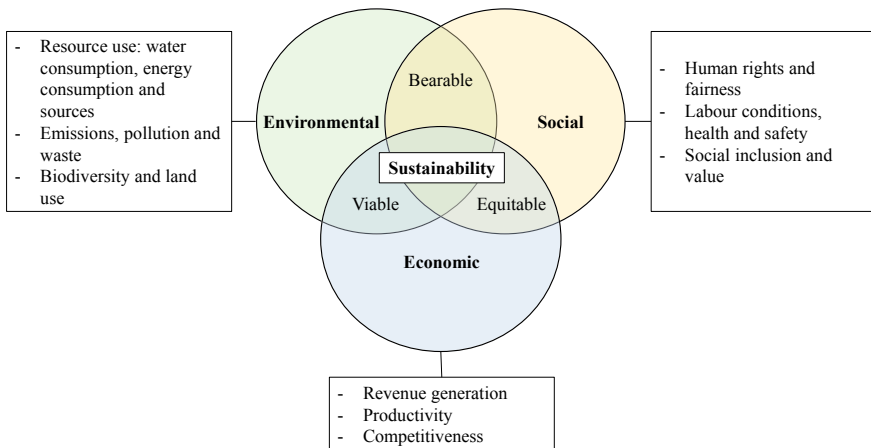 - Resource use: water
consumption, energy
consumption and
sources
- Emissions, pollution and
waste
- Biodiversity and land
use
Bearable
Environmental
Social
Sustainability
Viable
Equitable
Economic
- Human rights and
fairness
- Labour conditions,
health and safety
- Social inclusion and
value
- Revenue generation
- Productivity
- Competitiveness